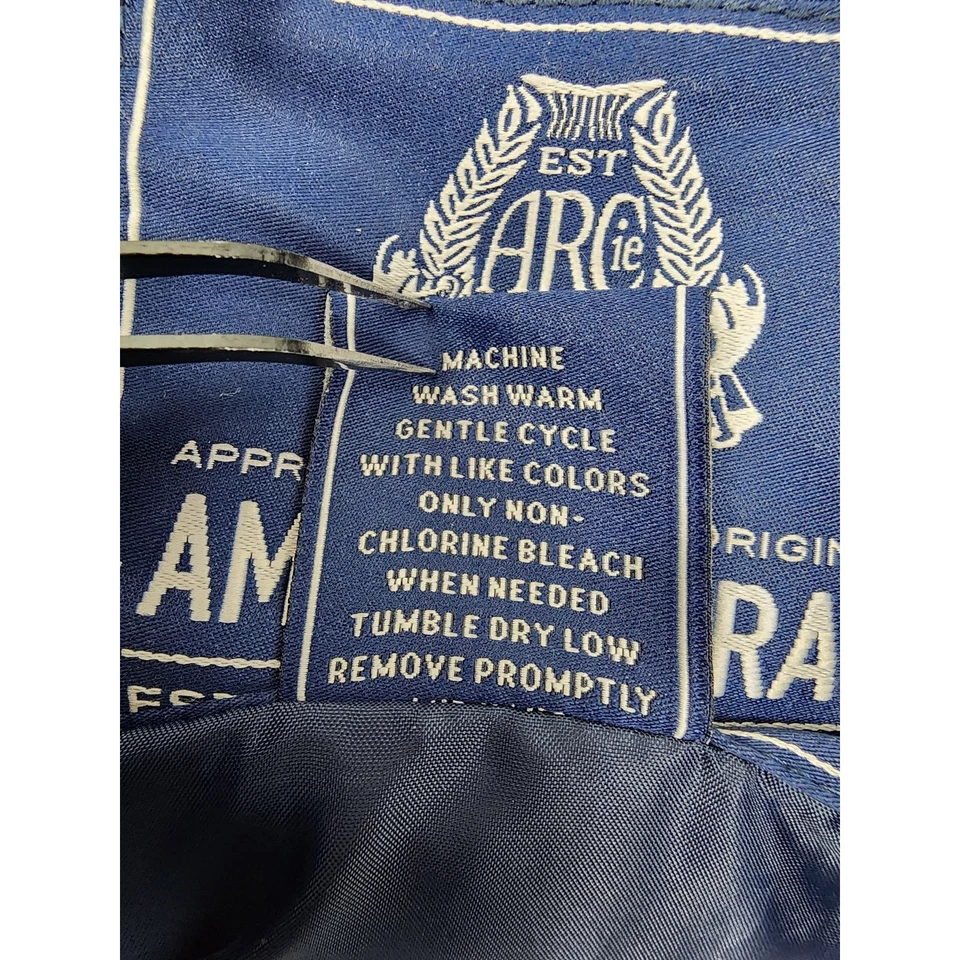 EST
ARCie
®
MACHINE
WASH WARM
GENTLE CYCLE
WITH LIKE COLORS
ONLY NON-
CHLORINE BLEACH
WHEN NEEDED
TUMBLE DRY LOW
REMOVE PROMPTLY
APPR
ORIGIN
AM
RA